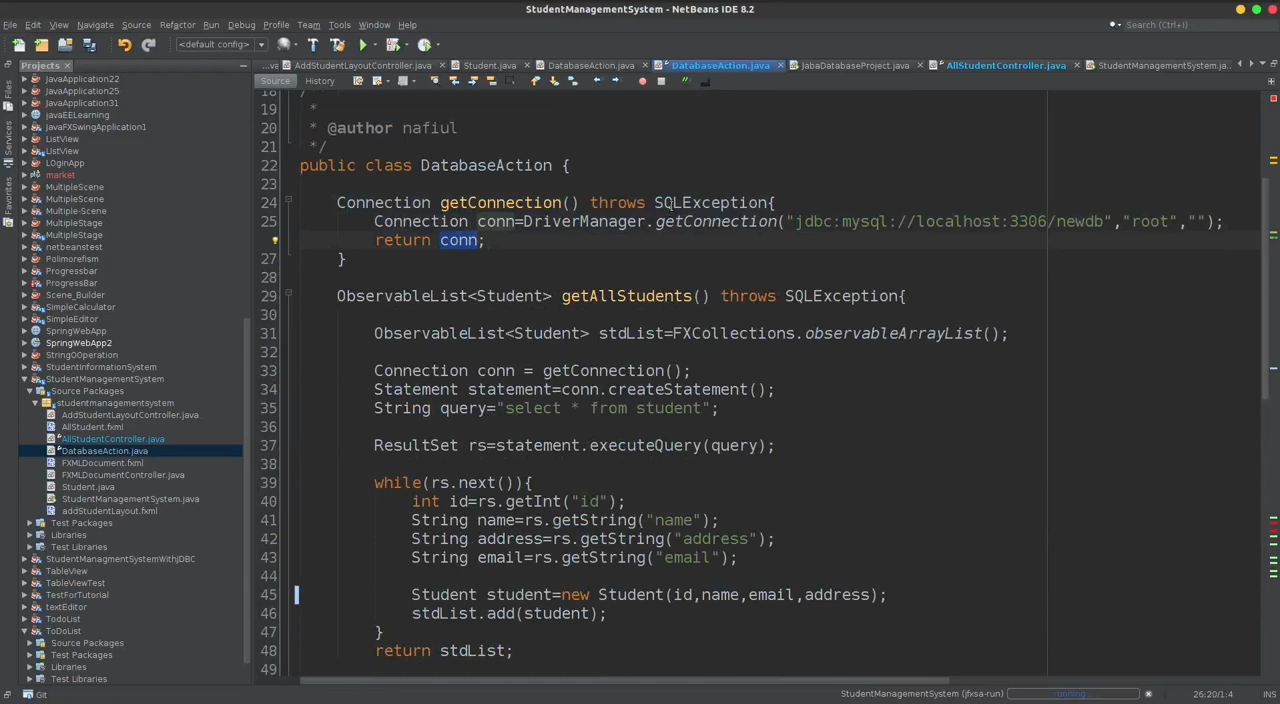 StudentManagementSystem - NetBeans IDE 8.2
File Edit View Navigate Source Refactor Run Debug Profile Team Tools Window Help
Search (Ctrl+I)
<default config>
Projects
...va AddStudentLayoutController.java Student.java DatabaseAction.java DatabaseAction.java JabaDatabaseProject.java AllStudentController.java StudentManagementSystem.ja...
Source History
Files
Services
Favorites
JavaApplication22
JavaApplication25
JavaApplication31
javaEELearning
JavaFXSwingApplication1
ListView
ListView
LOginApp
market
MultipleScene
MultipleScene
Multiple-Scene
MultipleStage
MultipleStage
netbeanstest
Polimorefism
Progressbar
ProgressBar
Scene_Builder
SimpleCalculator
SimpleEditor
SpringWebApp
SpringWebApp2
StringOOperation
StudentInformationSystem
StudentManagementSystem
Source Packages
studentmanagementsystem
AddStudentLayoutController.java
AllStudent.fxml
AllStudentController.java
DatabaseAction.java
FXMLDocument.fxml
FXMLDocumentController.java
Student.java
StudentManagementSystem.java
addStudentLayout.fxml
Test Packages
Libraries
Test Libraries
StudentManagmentSystemWithJDBC
TableView
TableViewTest
TestForTutorial
textEditor
TodoList
ToDoList
Source Packages
Test Packages
Libraries
Test Libraries
18 /**
19 *
20 * @author nafiul
21 */
22 public class DatabaseAction {
23
24 Connection getConnection() throws SQLException{
25 Connection conn=DriverManager.getConnection("jdbc:mysql://localhost:3306/newdb","root","");
return conn;
27 }
28
29 ObservableList<Student> getAllStudents() throws SQLException{
30
31 ObservableList<Student> stdList=FXCollections.observableArrayList();
32
33 Connection conn = getConnection();
34 Statement statement=conn.createStatement();
35 String query="select * from student";
36
37 ResultSet rs=statement.executeQuery(query);
38
39 while(rs.next()){
40 int id=rs.getInt("id");
41 String name=rs.getString("name");
42 String address=rs.getString("address");
43 String email=rs.getString("email");
44
45 Student student=new Student(id,name,email,address);
46 stdList.add(student);
47 }
48 return stdList;
49
Git
StudentManagementSystem (jfxsa-run) running... 26:20/1:4 INS